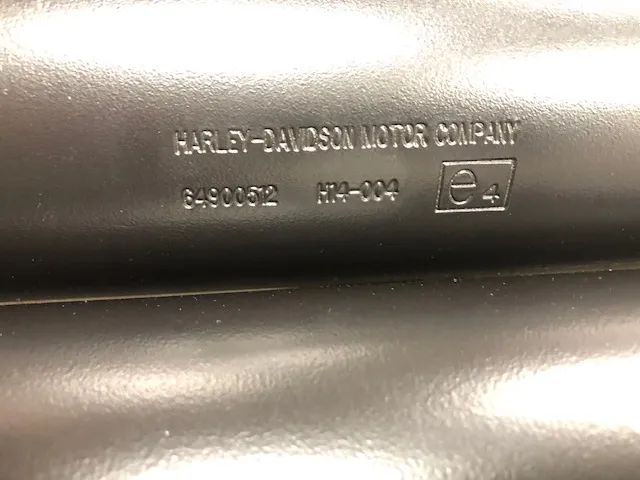 HARLEY-DAVIDSON MOTOR COMPANY
64900512 H14-004 e4